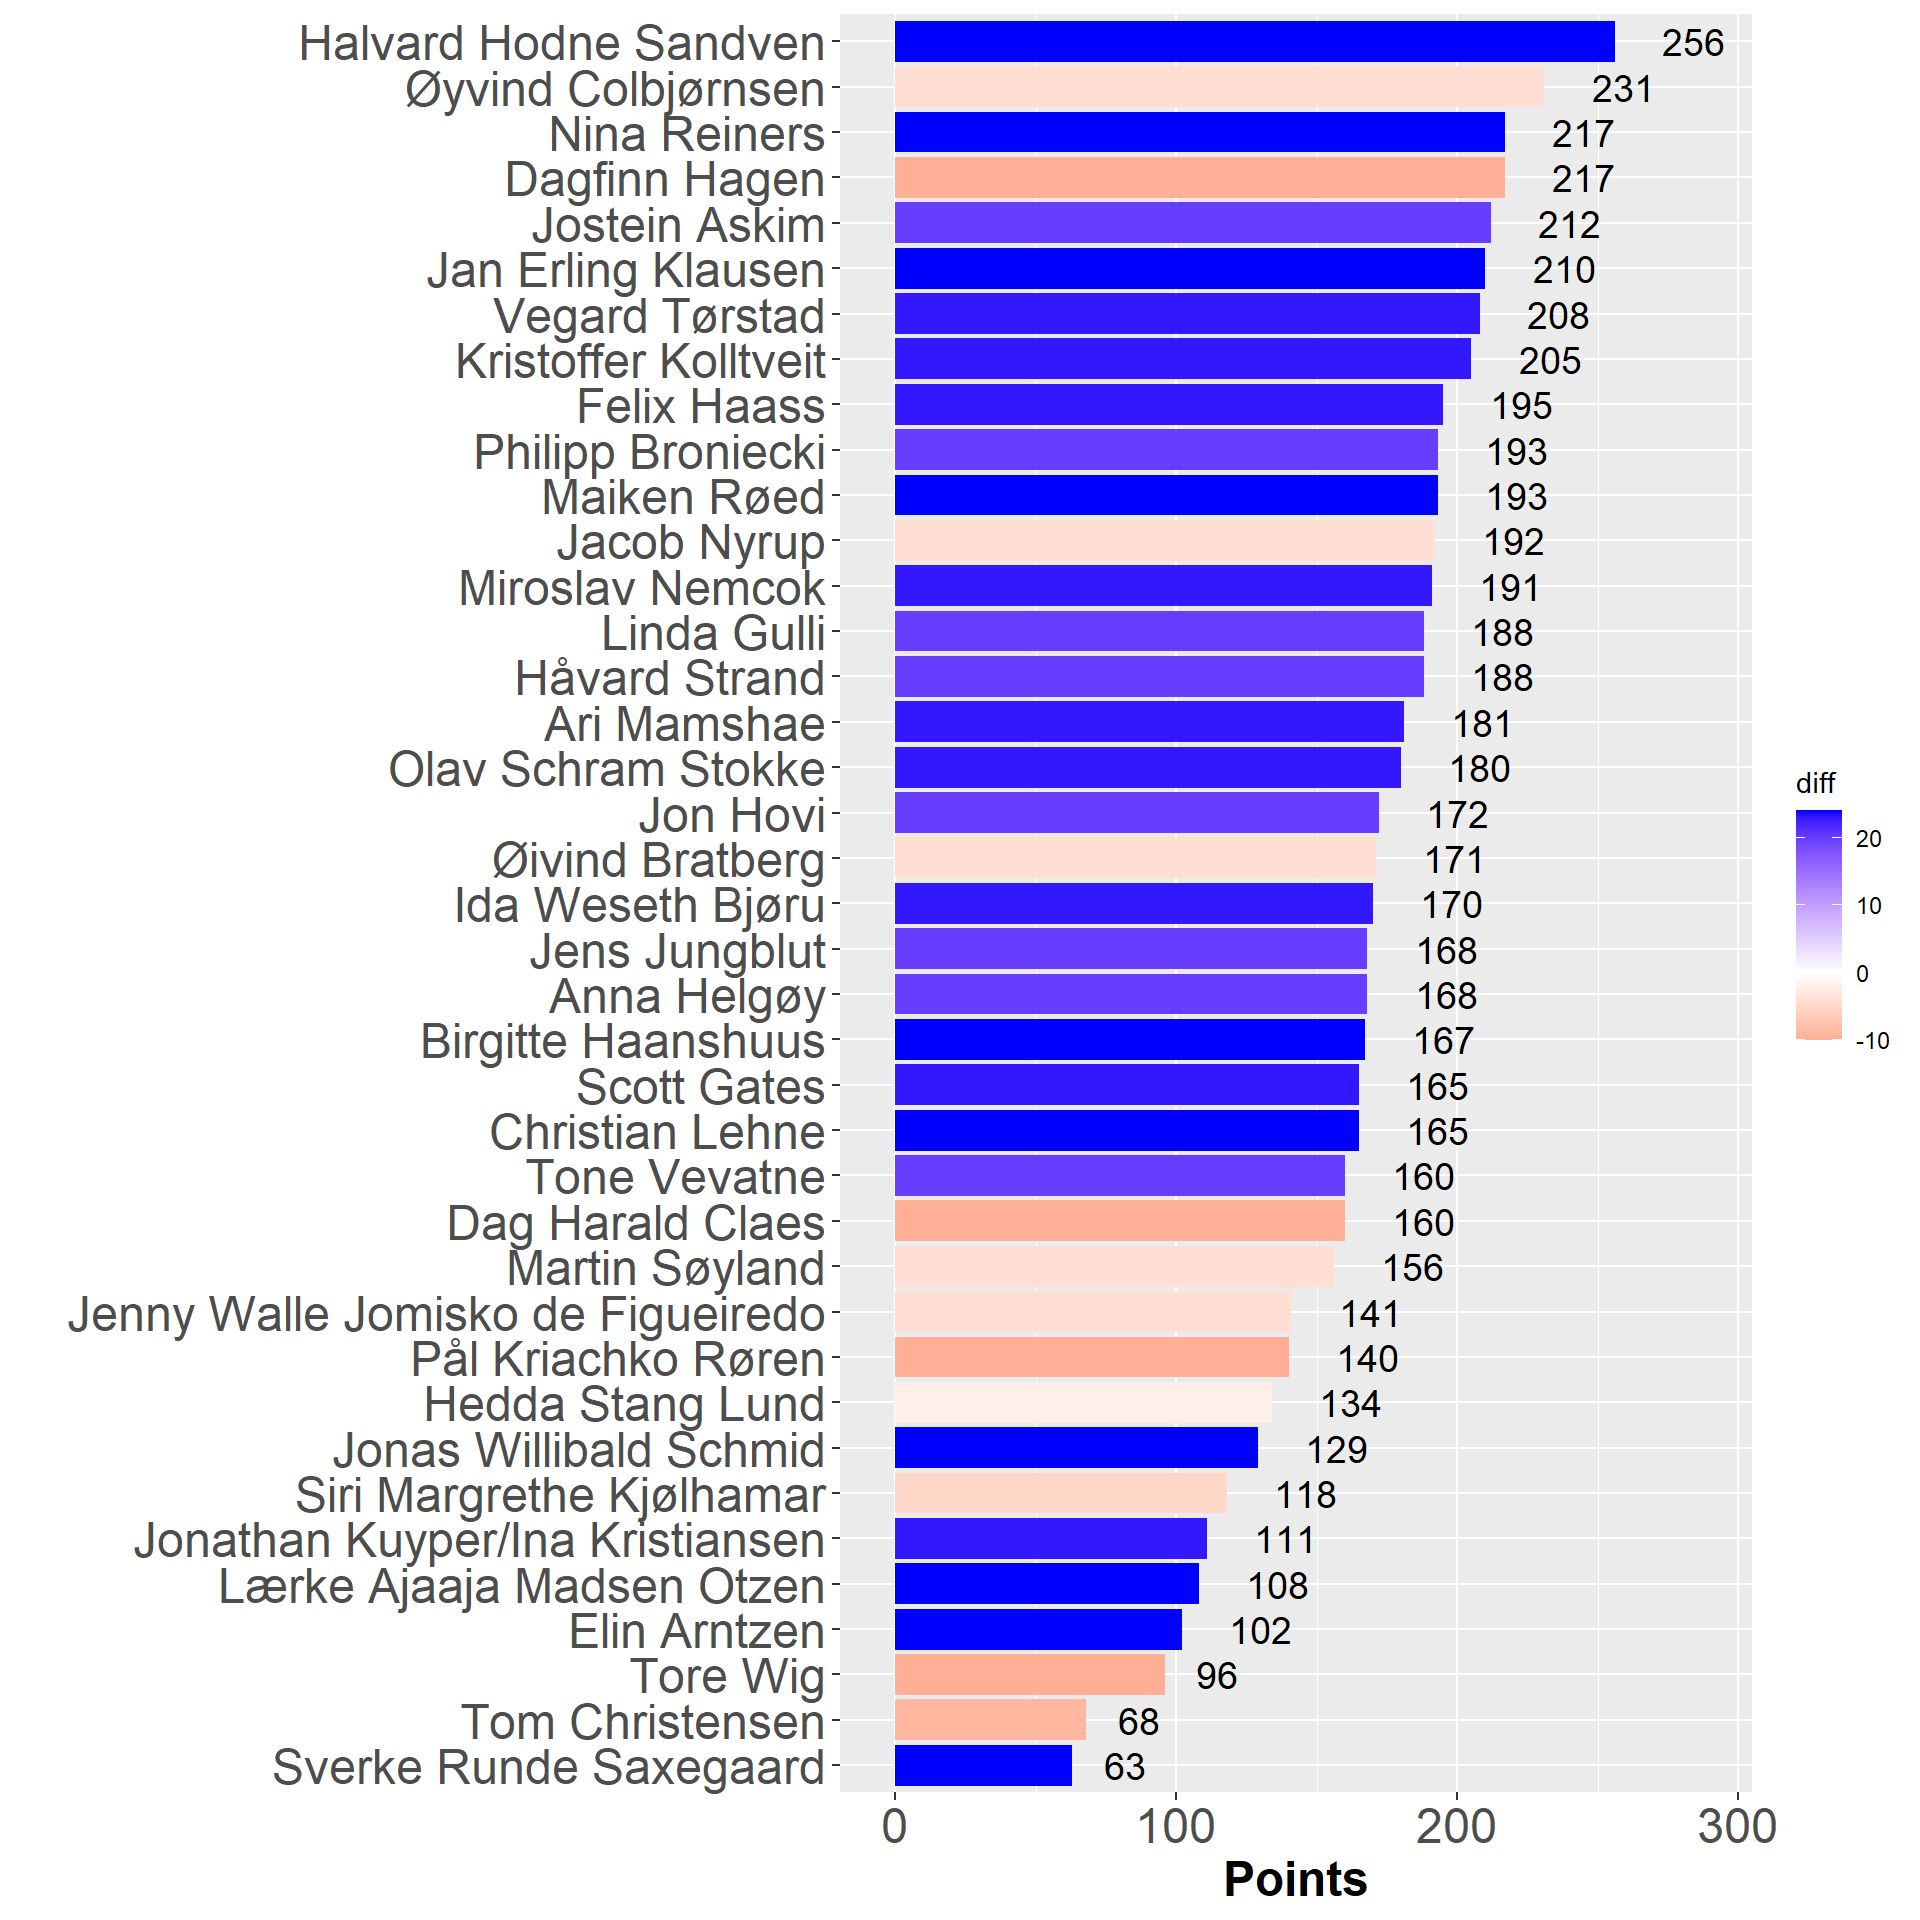 Halvard Hodne Sandven 256
Øyvind Colbjørnsen 231
Nina Reiners 217
Dagfinn Hagen 217
Jostein Askim 212
Jan Erling Klausen 210
Vegard Tørstad 208
Kristoffer Kolltveit 205
Felix Haass 195
Philipp Broniecki 193
Maiken Røed 193
Jacob Nyrup 192
Miroslav Nemcok 191
Linda Gulli 188
Håvard Strand 188
Ari Mamshae 181
Olav Schram Stokke 180
Jon Hovi 172
Øivind Bratberg 171
Ida Weseth Bjøru 170
Jens Jungblut 168
Anna Helgøy 168
Birgitte Haanshuus 167
Scott Gates 165
Christian Lehne 165
Tone Vevatne 160
Dag Harald Claes 160
Martin Søyland 156
Jenny Walle Jomisko de Figueiredo 141
Pål Kriachko Røren 140
Hedda Stang Lund 134
Jonas Willibald Schmid 129
Siri Margrethe Kjølhamar 118
Jonathan Kuyper/Ina Kristiansen 111
Lærke Ajaaja Madsen Otzen 108
Elin Arntzen 102
Tore Wig 96
Tom Christensen 68
Sverke Runde Saxegaard 63
0 100 200 300
Points
diff
20
10
0
-10